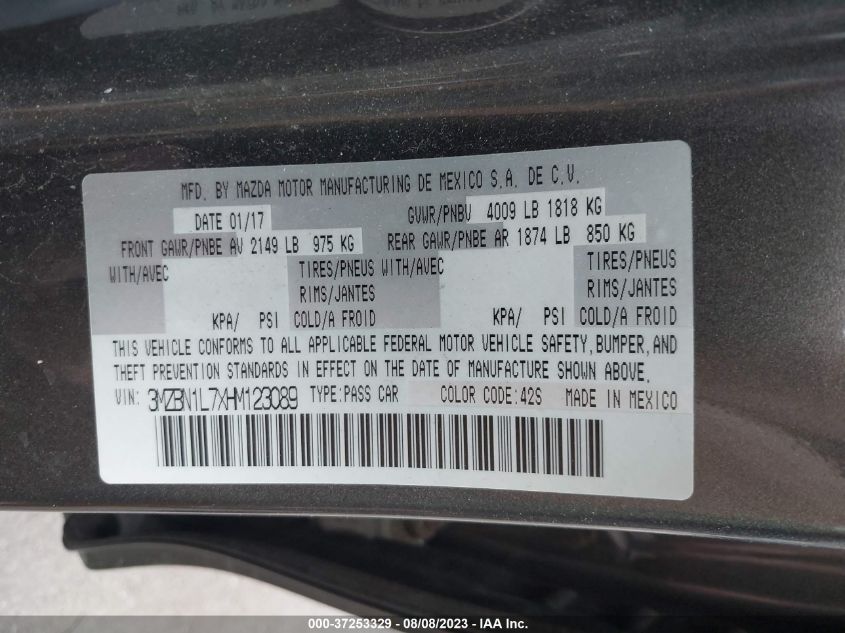 MFD. BY MAZDA MOTOR MANUFACTURING DE MEXICO S.A. DE C.V.
DATE 01/17 GVWR/PNBV 4009 LB 1818 KG
FRONT GAWR/PNBE AV 2149 LB 975 KG REAR GAWR/PNBE AR 1874 LB 850 KG
WITH/AVEC TIRES/PNEUS WITH/AVEC TIRES/PNEUS
RIMS/JANTES RIMS/JANTES
KPA/ PSI COLD/A FROID KPA/ PSI COLD/A FROID
THIS VEHICLE CONFORMS TO ALL APPLICABLE FEDERAL MOTOR VEHICLE SAFETY, BUMPER, AND
THEFT PREVENTION STANDARDS IN EFFECT ON THE DATE OF MANUFACTURE SHOWN ABOVE.
VIN: 3MZBN1L7XHM123089 TYPE:PASS CAR COLOR CODE:42S MADE IN MEXICO
000-37253329 - 08/08/2023 - IAA Inc.